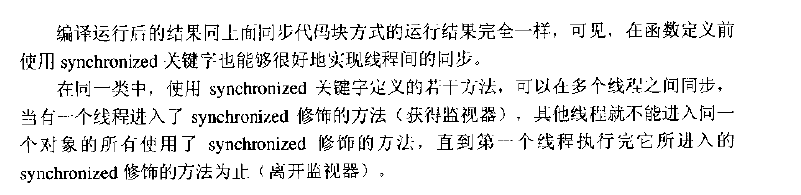 编译运行后的结果同上面同步代码块方式的运行结果完全一样，可见，在函数定义前
使用 synchronized 关键字也能够很好地实现线程间的同步。
在同一类中，使用 synchronized 关键字定义的若干方法，可以在多个线程之间同步，
当有一个线程进入了 synchronized 修饰的方法（获得监视器），其他线程就不能进入同一
个对象的所有使用了 synchronized 修饰的方法，直到第一个线程执行完它所进入的
synchronized 修饰的方法为止（离开监视器）。